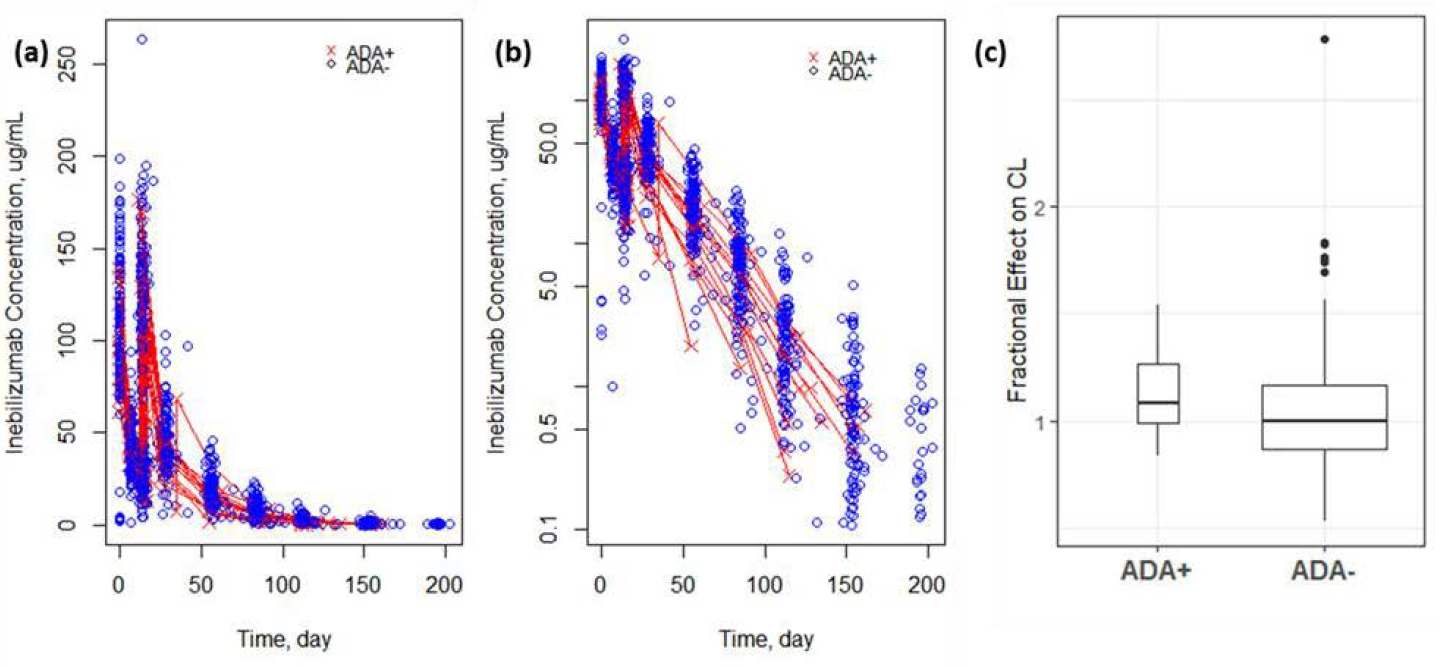 (a)
Inebilizumab Concentration, ug/mL
250
200
150
100
50
0
× ADA+
◇ ADA-
0 50 100 150 200
Time, day
(b)
Inebilizumab Concentration, ug/mL
50.0
5.0
0.5
0.1
× ADA+
◇ ADA-
0 50 100 150 200
Time, day
(c)
Fractional Effect on CL
2
1
ADA+ ADA-